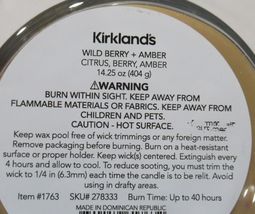 Kirkland's
WILD BERRY + AMBER
CITRUS, BERRY, AMBER
14.25 oz (404 g)
⚠WARNING
BURN WITHIN SIGHT. KEEP AWAY FROM
FLAMMABLE MATERIALS OR FABRICS. KEEP AWAY FROM
CHILDREN AND PETS.
CAUTION - HOT SURFACE.
Keep wax pool free of wick trimmings or any foreign matter.
Remove packaging before burning. Burn on a heat-resistant
surface or proper holder. Keep wick(s) centered. Extinguish every
4 hours and allow to cool. To reduce sooting, you must trim the
wick to 1/4 in (6.3mm) each time the candle is to be relit. Avoid
using in drafty areas.
Item #1763 SKU# 278333 Burn Time: Up to 40 hours
MADE IN DOMINICAN REPUBLIC